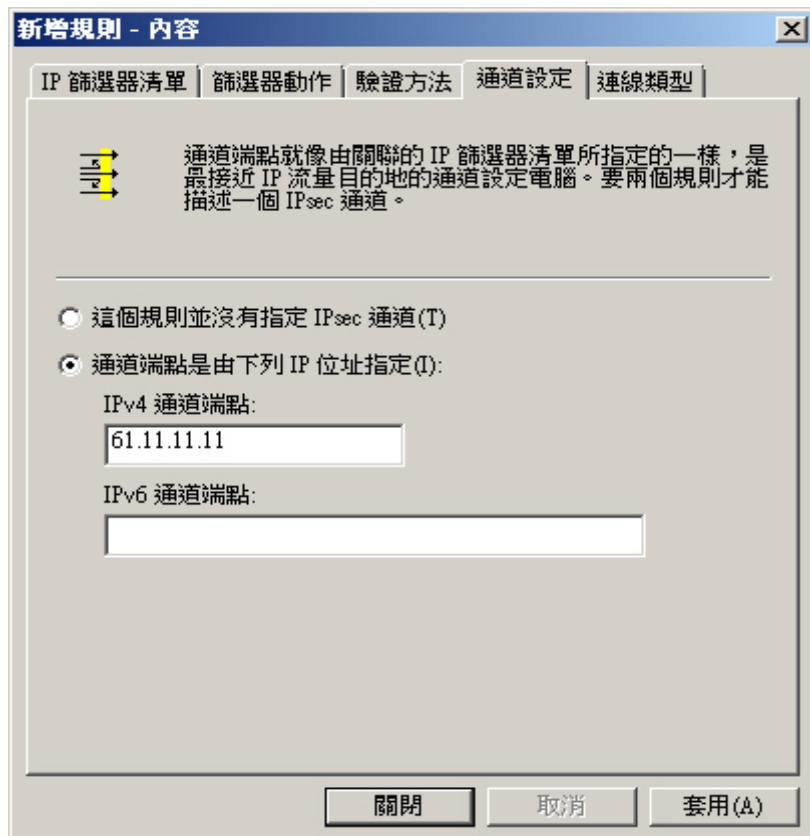 新增規則 - 內容
IP 篩選器清單 篩選器動作 驗證方法 通道設定 連線類型
通道端點就像由關聯的 IP 篩選器清單所指定的一樣，是
最接近 IP 流量目的地的通道設定電腦。要兩個規則才能
描述一個 IPsec 通道。
這個規則並沒有指定 IPsec 通道(T)
通道端點是由下列 IP 位址指定(I):
IPv4 通道端點:
61.11.11.11
IPv6 通道端點:
關閉 取消 套用(A)